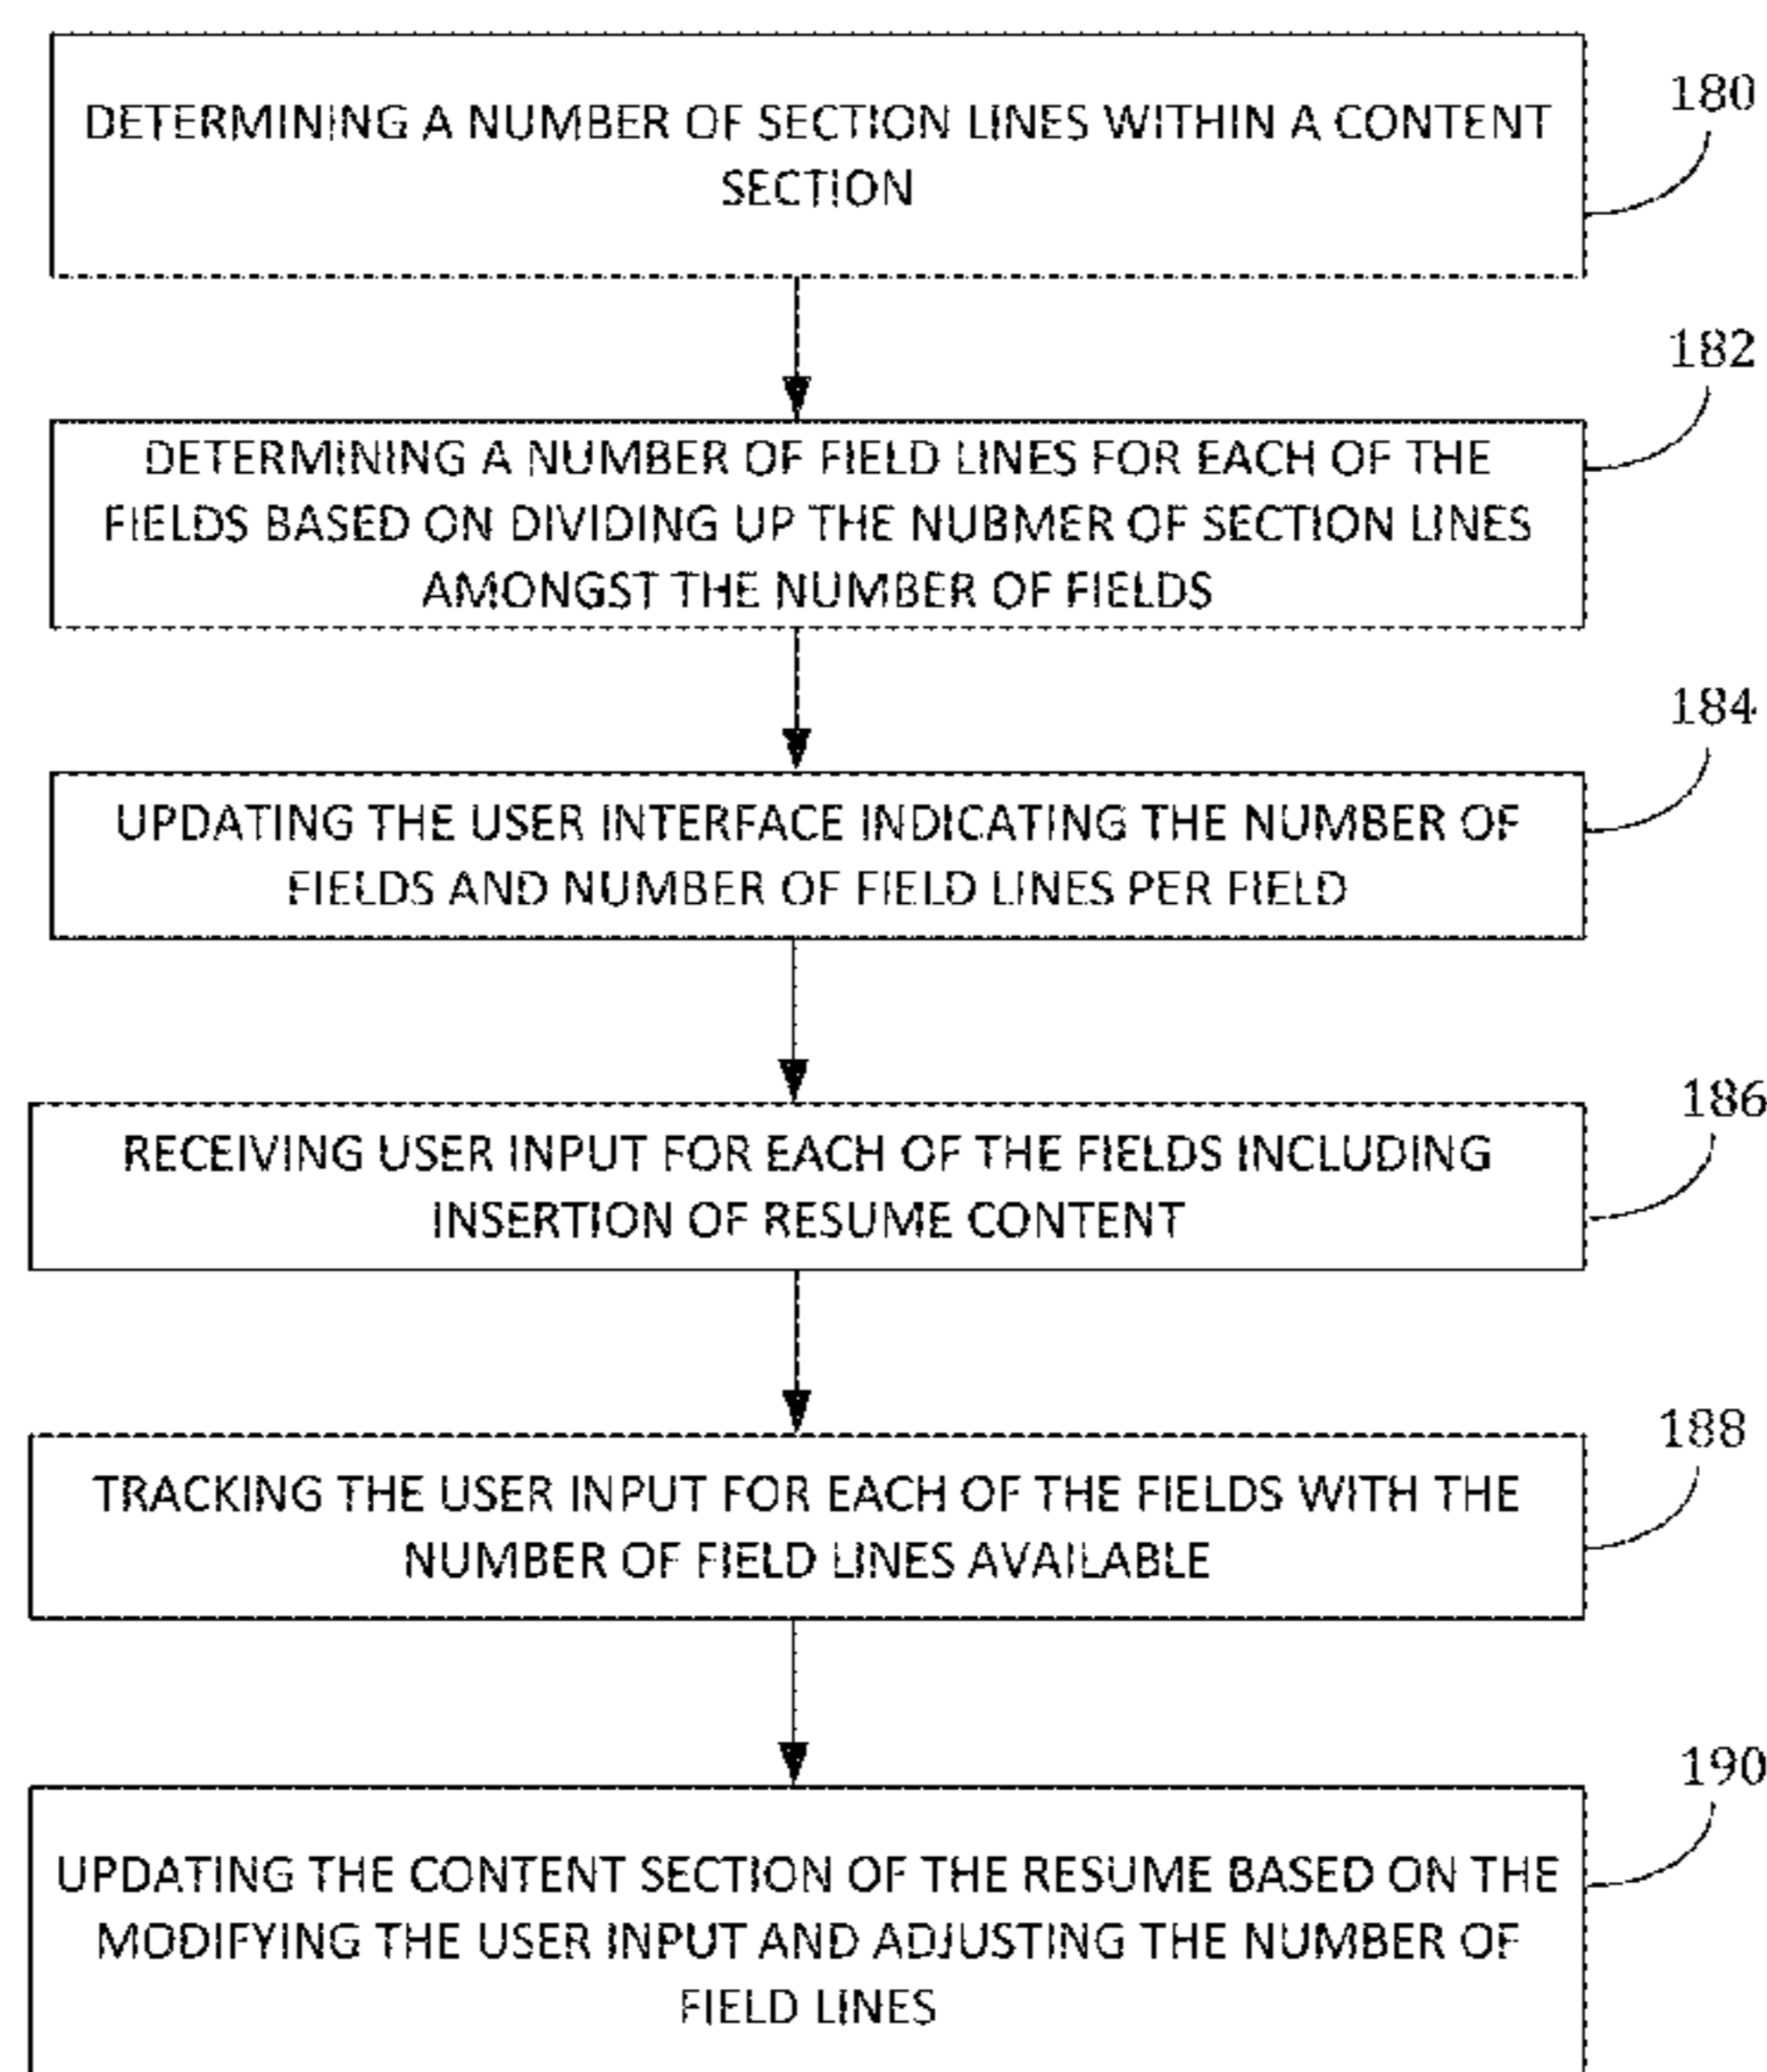 DETERMINING A NUMBER OF SECTION LINES WITHIN A CONTENT
SECTION
180
DETERMINING A NUMBER OF FIELD LINES FOR EACH OF THE
FIELDS BASED ON DIVIDING UP THE NUBMER OF SECTION LINES
AMONGST THE NUMBER OF FIELDS
182
UPDATING THE USER INTERFACE INDICATING THE NUMBER OF
FIELDS AND NUMBER OF FIELD LINES PER FIELD
184
RECEIVING USER INPUT FOR EACH OF THE FIELDS INCLUDING
INSERTION OF RESUME CONTENT
186
TRACKING THE USER INPUT FOR EACH OF THE FIELDS WITH THE
NUMBER OF FIELD LINES AVAILABLE
188
UPDATING THE CONTENT SECTION OF THE RESUME BASED ON THE
MODIFYING THE USER INPUT AND ADJUSTING THE NUMBER OF
FIELD LINES
190